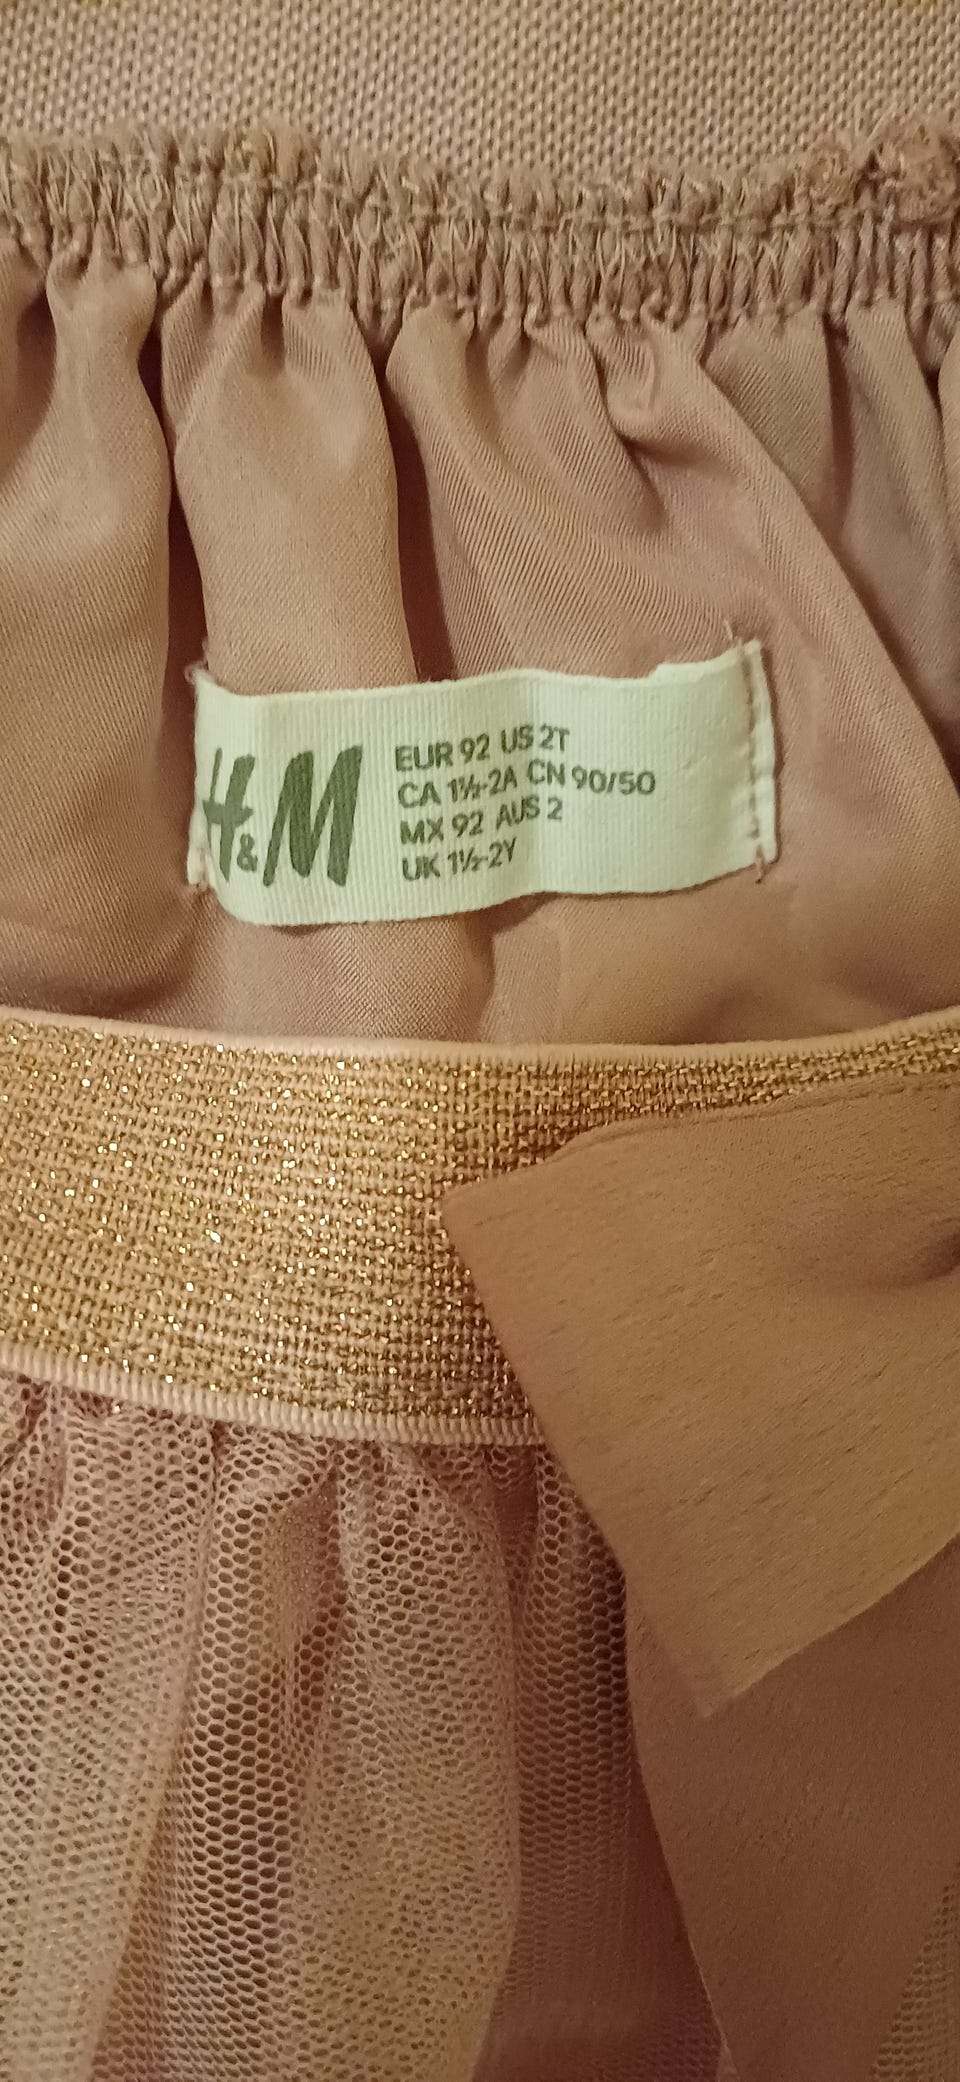 H&M
EUR 92 US 2T
CA 1½-2A CN 90/50
MX 92 AUS 2
UK 1½-2Y